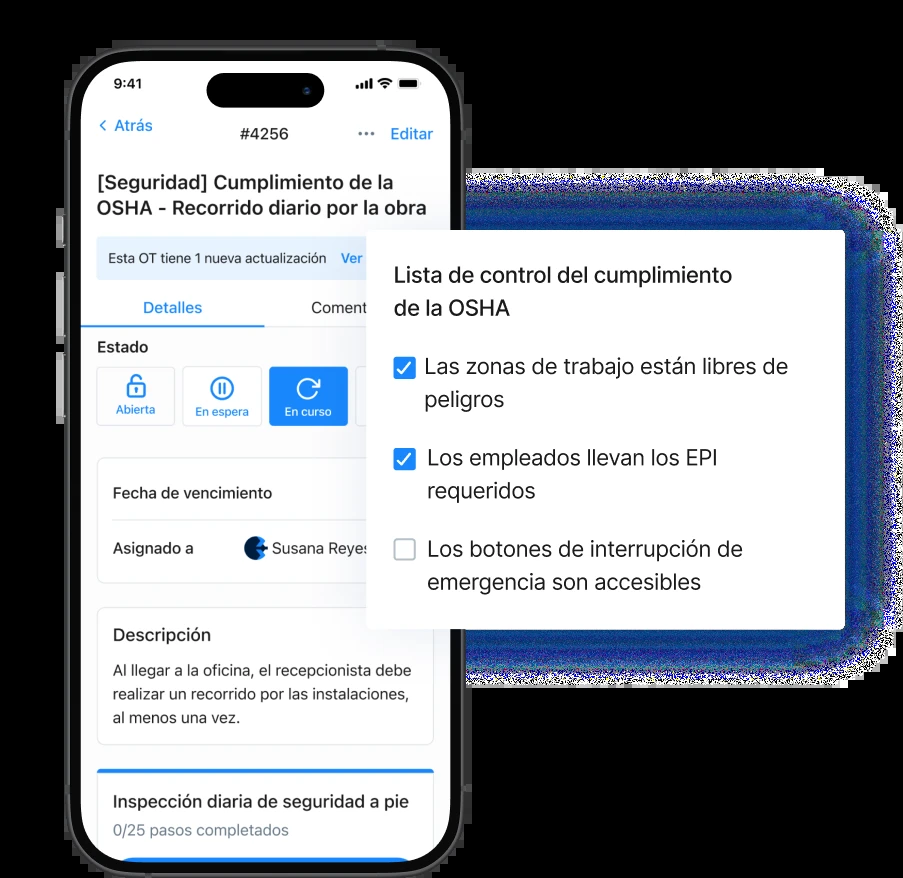 9:41
Atrás
#4256
Editar
[Seguridad] Cumplimiento de la
OSHA - Recorrido diario por la obra
Esta OT tiene 1 nueva actualización Ver
Detalles
Coment
Estado
Abierta
En espera
En curso
Fecha de vencimiento
Asignado a
Susana Reyes
Descripción
Al llegar a la oficina, el recepcionista debe
realizar un recorrido por las instalaciones,
al menos una vez.
Inspección diaria de seguridad a pie
0/25 pasos completados
Lista de control del cumplimiento
de la OSHA
Las zonas de trabajo están libres de
peligros
Los empleados llevan los EPI
requeridos
Los botones de interrupción de
emergencia son accesibles